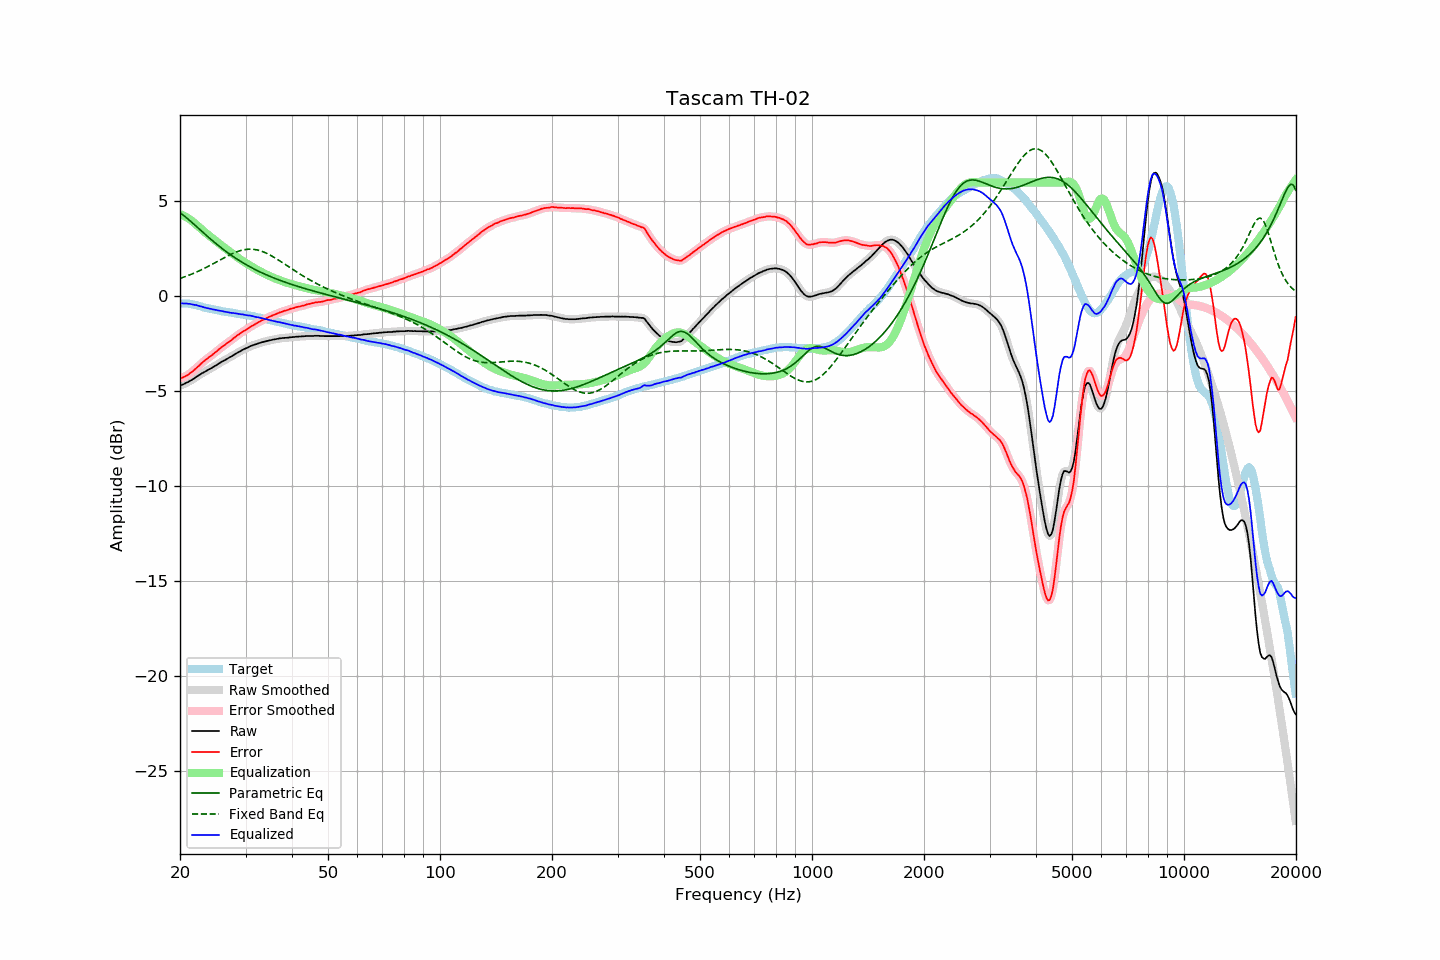 Tascam TH-02
Amplitude (dBr)
5
0
−5
−10
−15
−20
−25
Target
Raw Smoothed
Error Smoothed
Raw
Error
Equalization
Parametric Eq
Fixed Band Eq
Equalized
20 50 100 200 500 1000 2000 5000 10000 20000
Frequency (Hz)